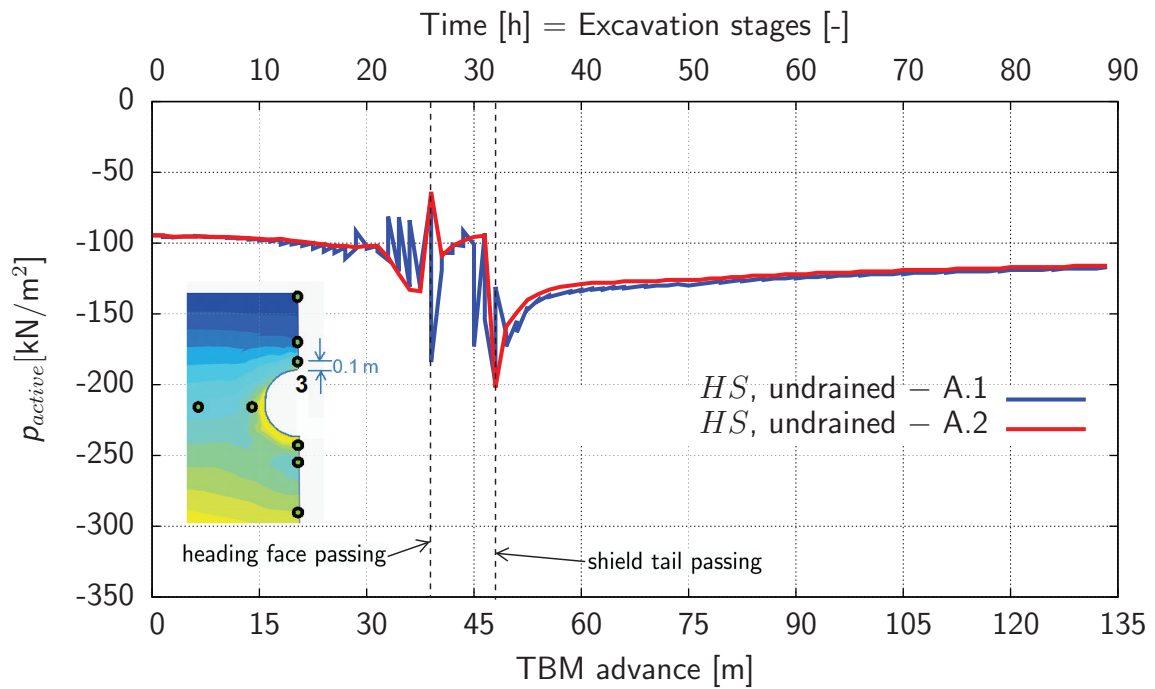 Time [h] = Excavation stages [-]
0 10 20 30 40 50 60 70 80 90
0
-50
-100
-150
-200
-250
-300
-350
p_active[kN/m²]
0.1 m
3
HS, undrained – A.1
HS, undrained – A.2
heading face passing
shield tail passing
0 15 30 45 60 75 90 105 120 135
TBM advance [m]